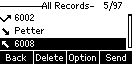 All Records- 5/97
6002
Petter
6008
Back Delete Option Send